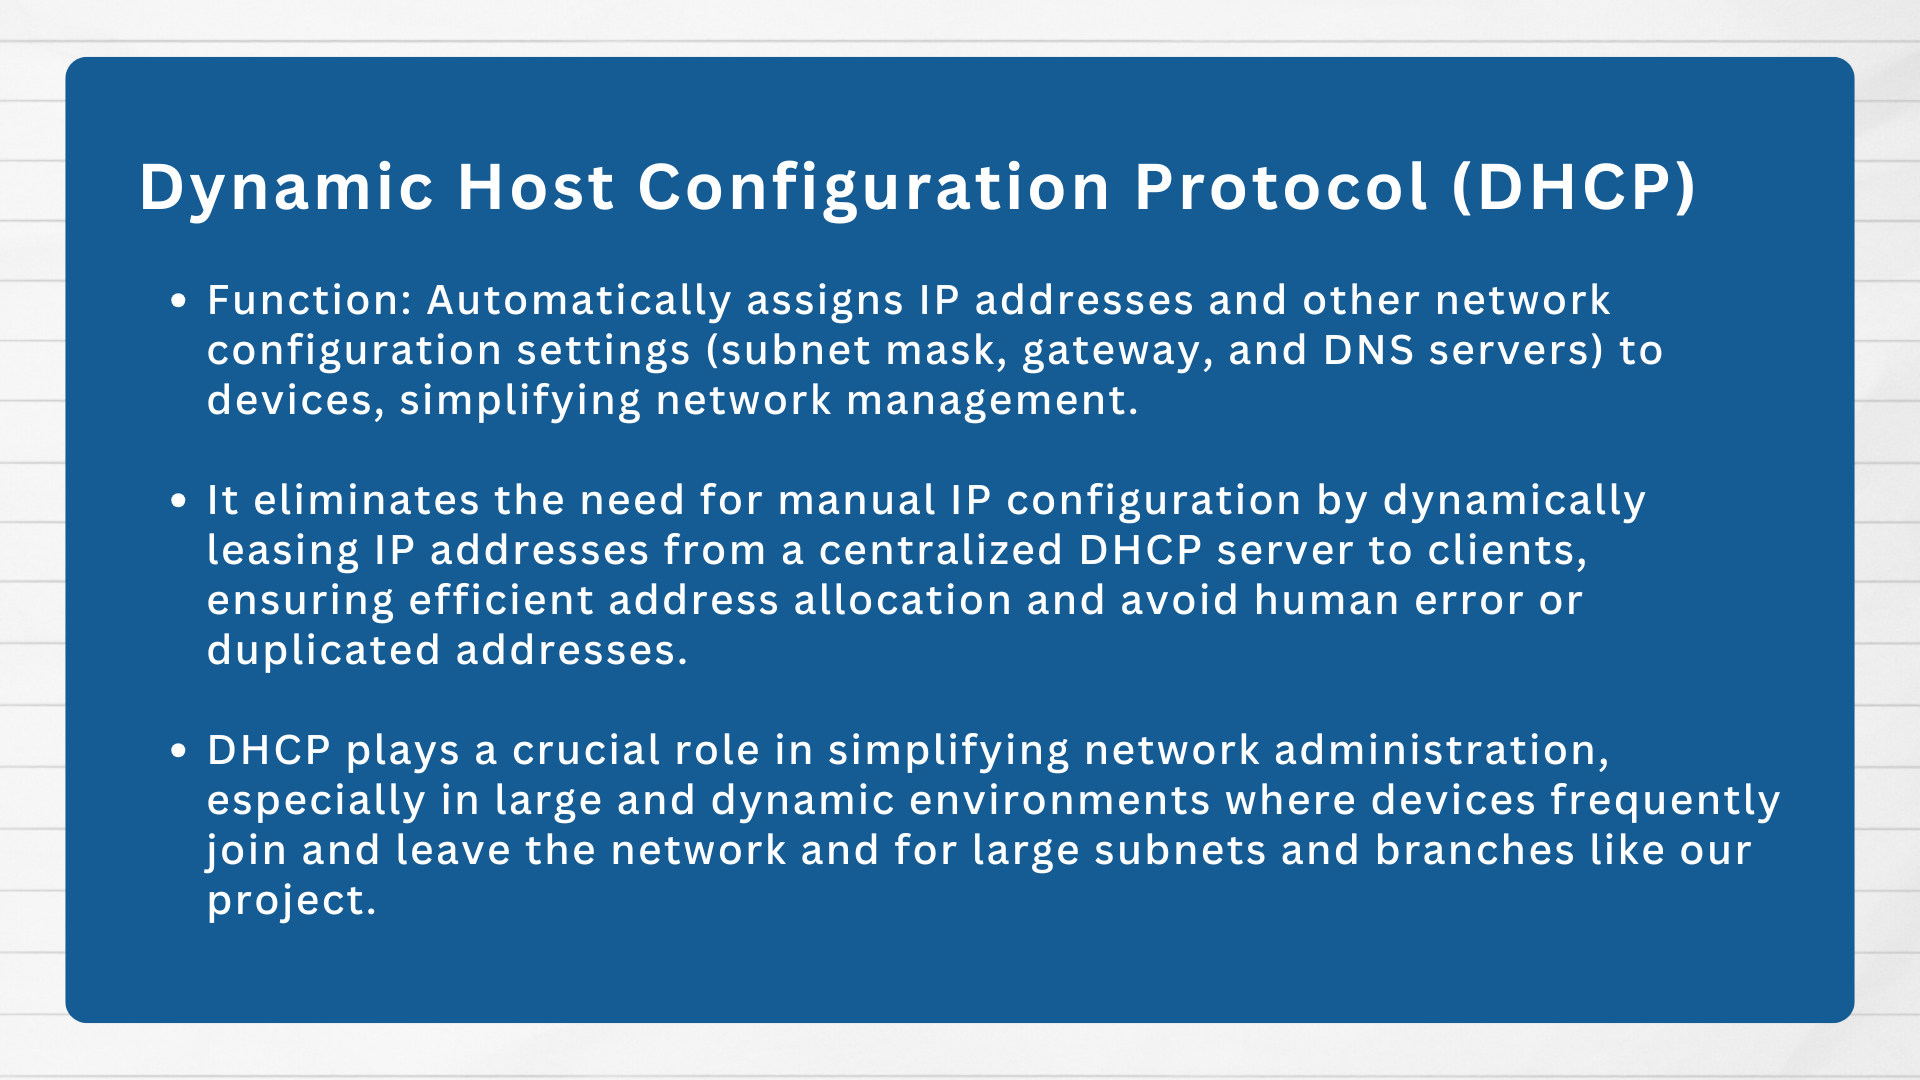 Dynamic Host Configuration Protocol (DHCP)
• Function: Automatically assigns IP addresses and other network
configuration settings (subnet mask, gateway, and DNS servers) to
devices, simplifying network management.
• It eliminates the need for manual IP configuration by dynamically
leasing IP addresses from a centralized DHCP server to clients,
ensuring efficient address allocation and avoid human error or
duplicated addresses.
• DHCP plays a crucial role in simplifying network administration,
especially in large and dynamic environments where devices frequently
join and leave the network and for large subnets and branches like our
project.